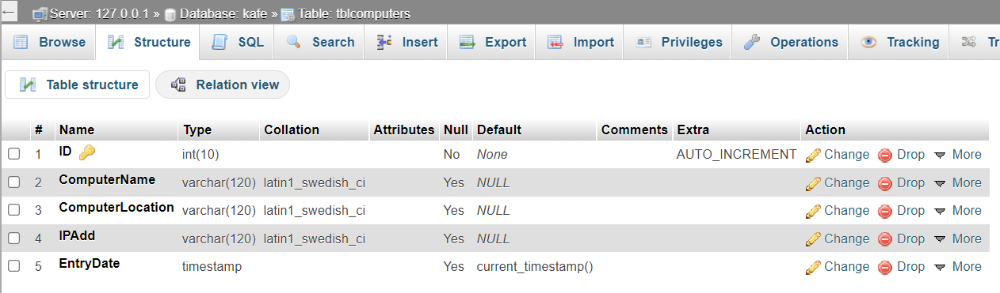 Server: 127.0.0.1 » Database: kafe » Table: tblcomputers
Browse Structure SQL Search Insert Export Import Privileges Operations Tracking Tr
Table structure Relation view
# Name Type Collation Attributes Null Default Comments Extra Action
1 ID int(10) No None AUTO_INCREMENT Change Drop More
2 ComputerName varchar(120) latin1_swedish_ci Yes NULL Change Drop More
3 ComputerLocation varchar(120) latin1_swedish_ci Yes NULL Change Drop More
4 IPAdd varchar(120) latin1_swedish_ci Yes NULL Change Drop More
5 EntryDate timestamp Yes current_timestamp() Change Drop More